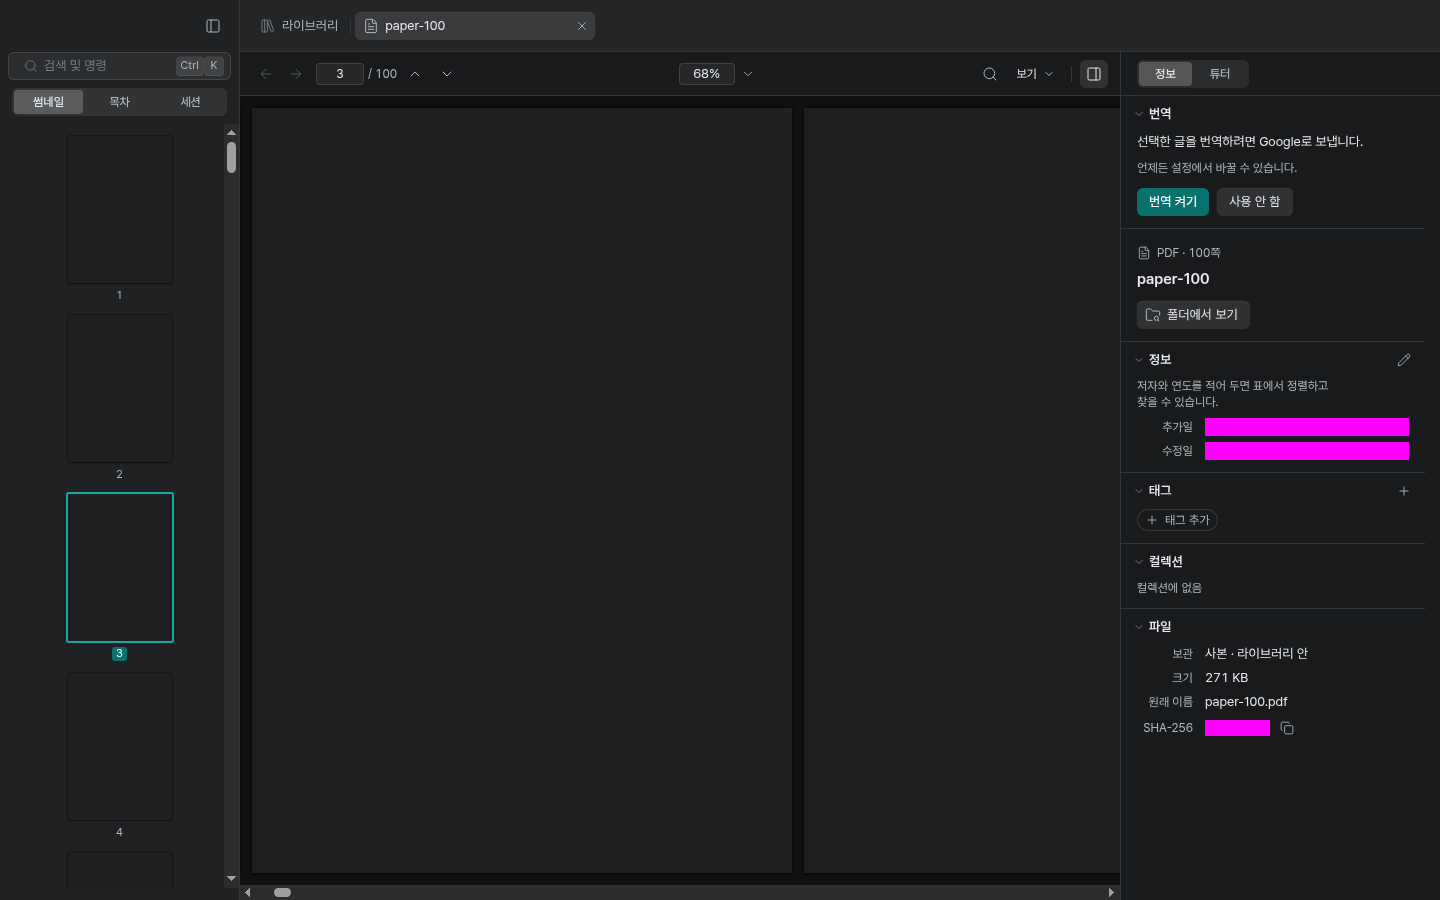 라이브러리
paper-100
검색 및 명령
Ctrl
K
썸네일
목차
세션
1
2
3
4
3
/ 100
68%
보기
정보
튜터
번역
선택한 글을 번역하려면 Google로 보냅니다.
언제든 설정에서 바꿀 수 있습니다.
번역 켜기
사용 안 함
PDF · 100쪽
paper-100
폴더에서 보기
정보
저자와 연도를 적어 두면 표에서 정렬하고
찾을 수 있습니다.
추가일
수정일
태그
태그 추가
컬렉션
컬렉션에 없음
파일
보관 사본 · 라이브러리 안
크기 271 KB
원래 이름 paper-100.pdf
SHA-256